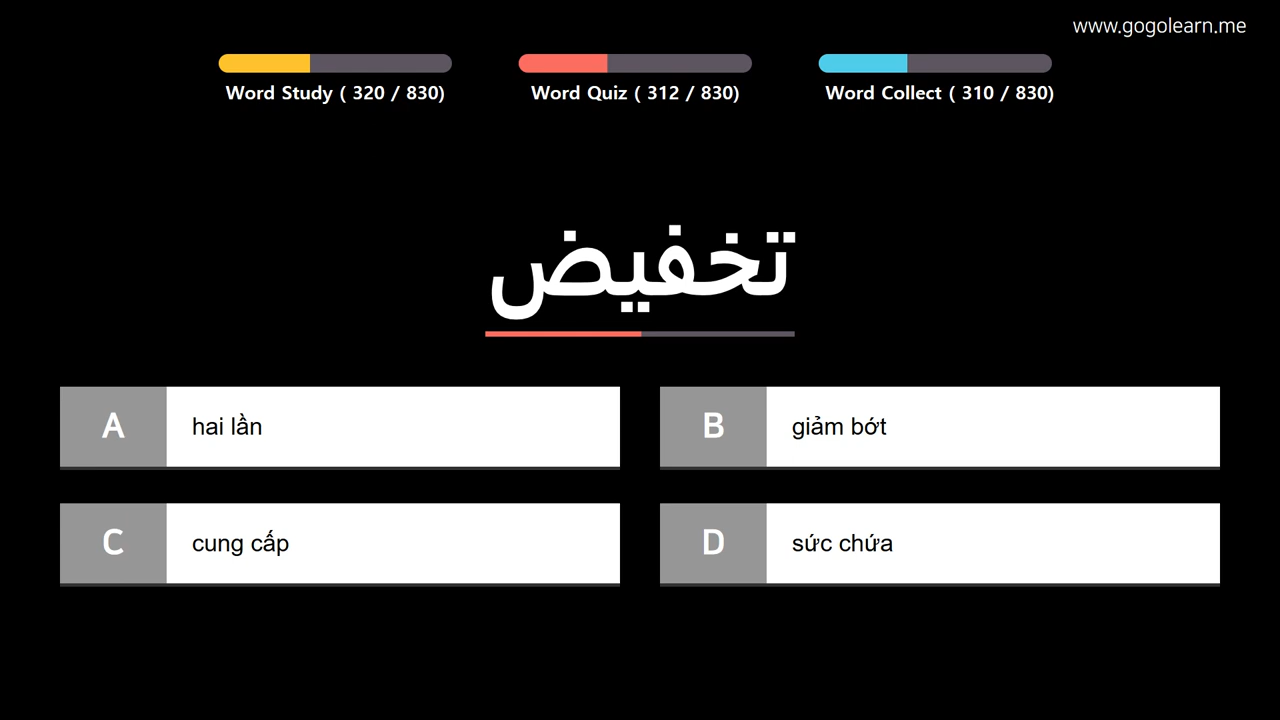 www.gogolearn.me
Word Study ( 320 / 830)
Word Quiz ( 312 / 830)
Word Collect ( 310 / 830)
تخفيض
A hai lần
B giảm bớt
C cung cấp
D sức chứa